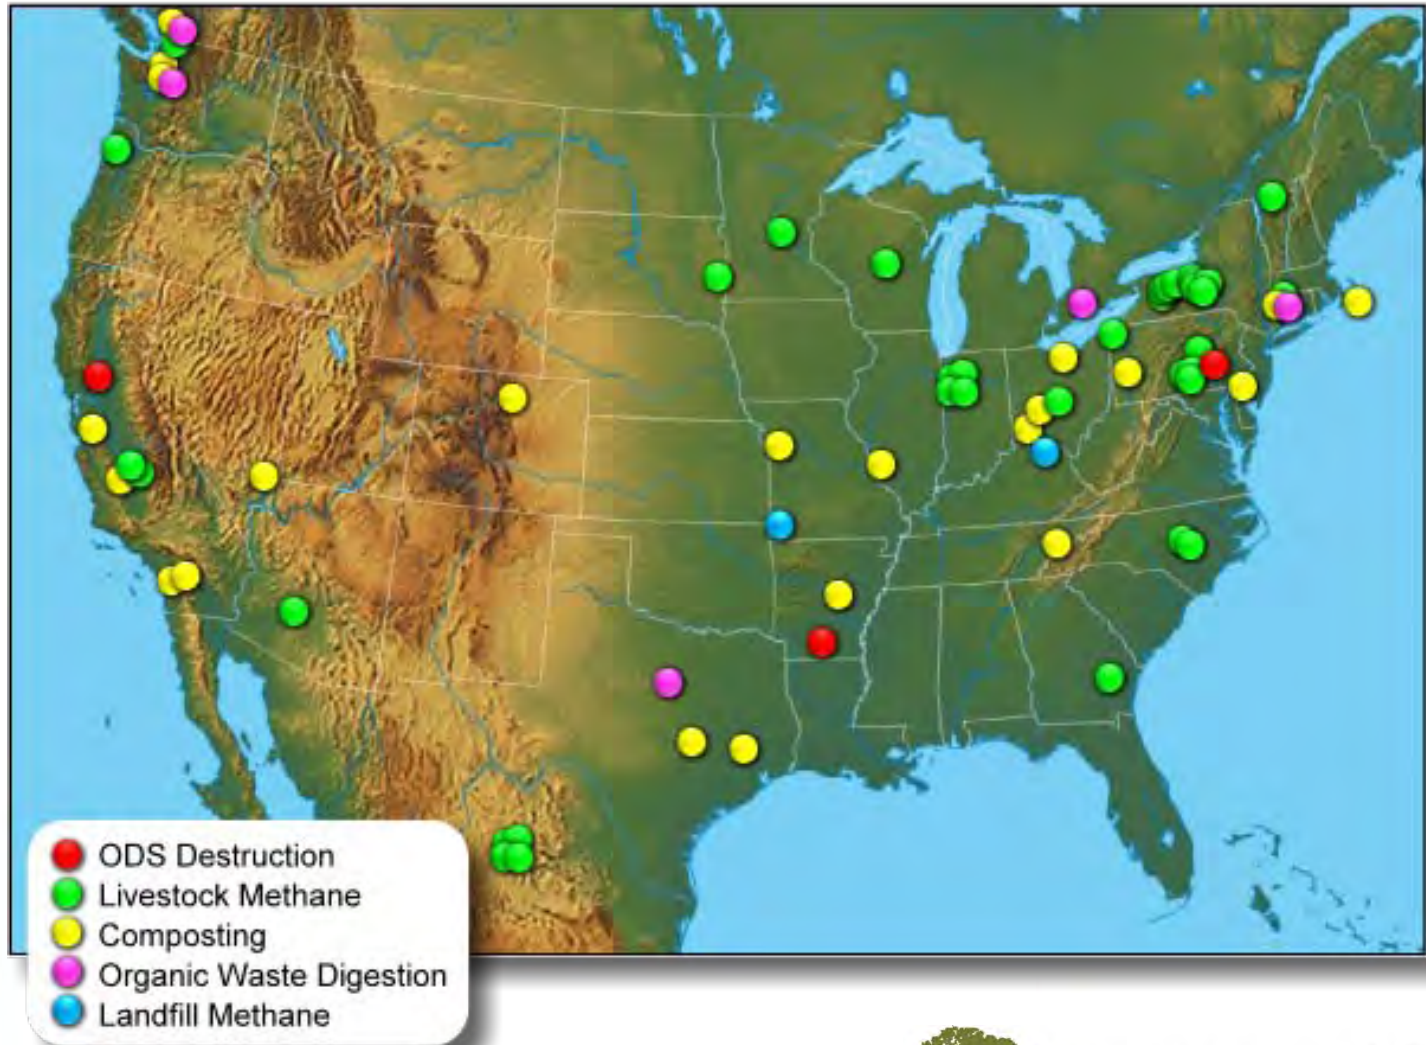 ODS Destruction
Livestock Methane
Composting
Organic Waste Digestion
Landfill Methane